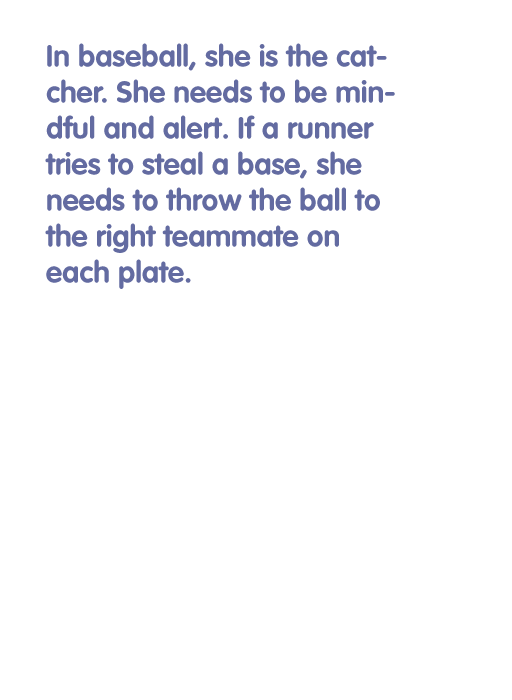 In baseball, she is the cat-
cher. She needs to be min-
dful and alert. If a runner
tries to steal a base, she
needs to throw the ball to
the right teammate on
each plate.